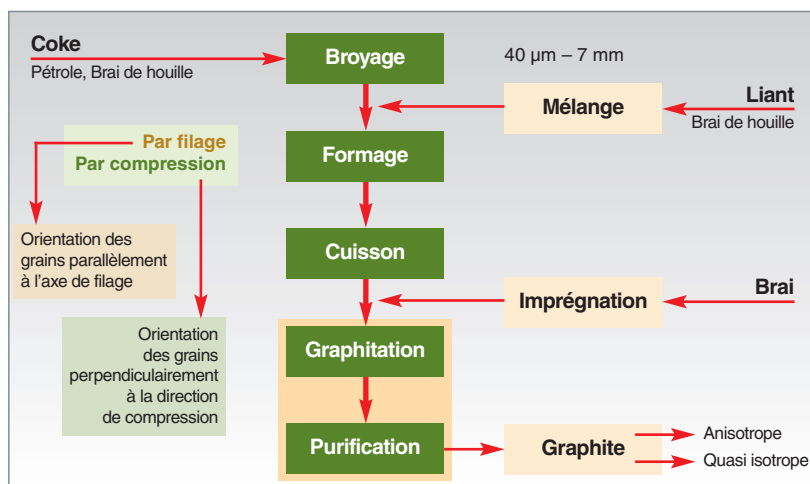 Coke
Pétrole, Brai de houille
Broyage
40 µm – 7 mm
Mélange
Liant
Brai de houille
Par filage
Par compression
Formage
Orientation des
grains parallèlement
à l’axe de filage
Cuisson
Imprégnation
Brai
Orientation
des grains
perpendiculairement
à la direction
de compression
Graphitation
Purification
Graphite
Anisotrope
Quasi isotrope